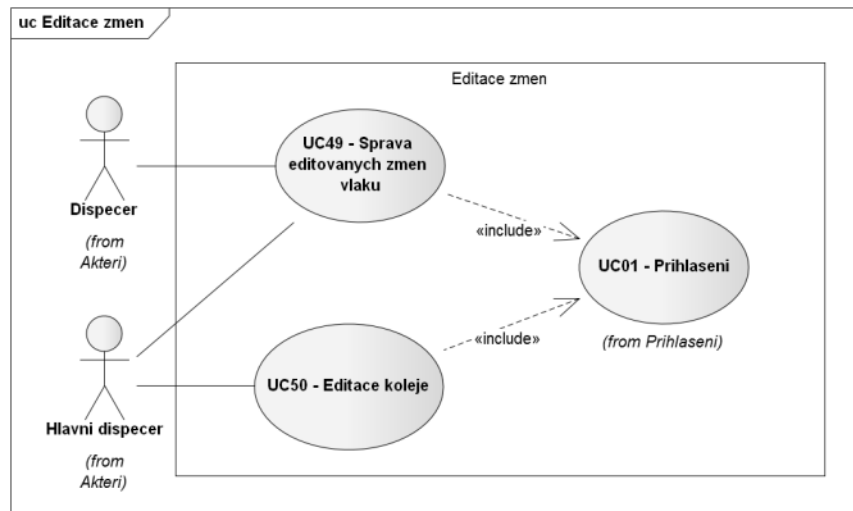 uc Editace zmen
Editace zmen
UC49 - Sprava
editovanych zmen
vlaku
Dispecer
(from
Akteri)
«include»
UC01 - Prihlaseni
(from Prihlaseni)
«include»
UC50 - Editace koleje
Hlavni dispecer
(from
Akteri)